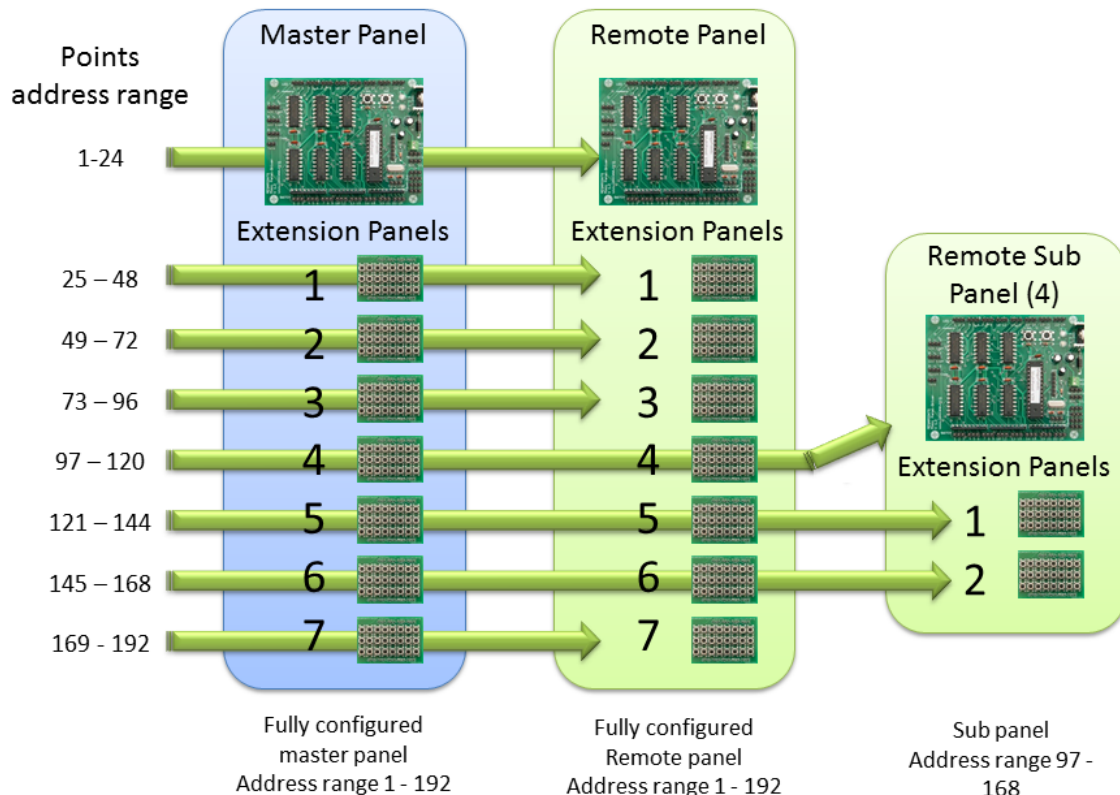 Master Panel
Remote Panel
Points
address range
1-24
Extension Panels
Extension Panels
25 – 48
1
1
Remote Sub
Panel (4)
49 – 72
2
2
73 – 96
3
3
97 – 120
4
4
Extension Panels
121 – 144
5
5
1
145 – 168
6
6
2
169 - 192
7
7
Fully configured
master panel
Address range 1 - 192
Fully configured
Remote panel
Address range 1 - 192
Sub panel
Address range 97 -
168